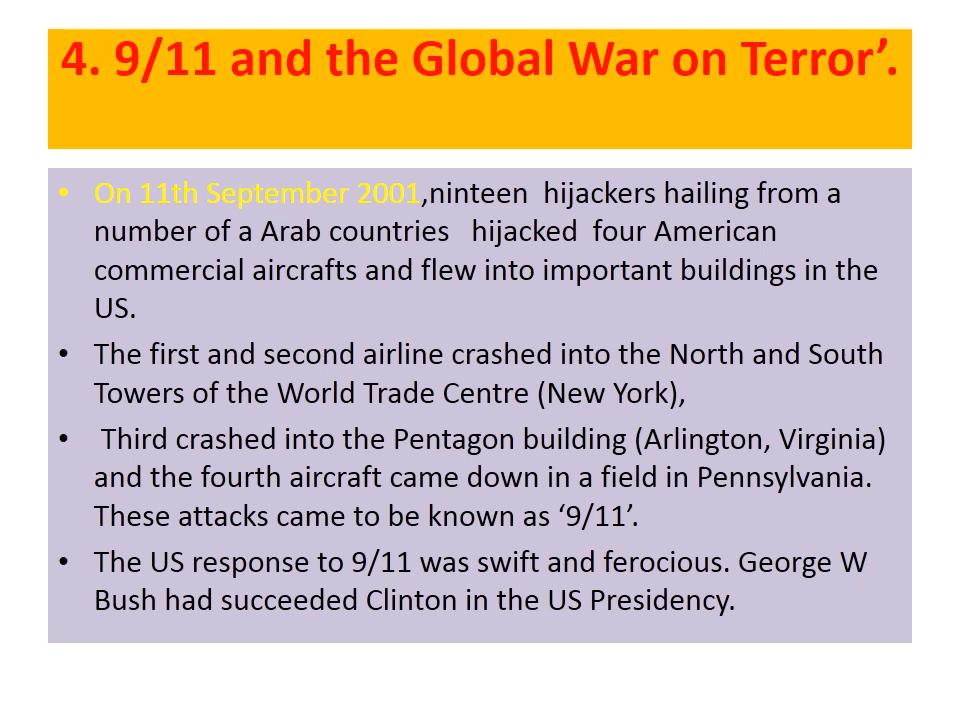 4. 9/11 and the Global War on Terror’.
• On 11th September 2001,ninteen  hijackers hailing from a
number of a Arab countries   hijacked  four American
commercial aircrafts and flew into important buildings in the
US.
• The first and second airline crashed into the North and South
Towers of the World Trade Centre (New York),
•  Third crashed into the Pentagon building (Arlington, Virginia)
and the fourth aircraft came down in a field in Pennsylvania.
These attacks came to be known as ‘9/11’.
• The US response to 9/11 was swift and ferocious. George W
Bush had succeeded Clinton in the US Presidency.